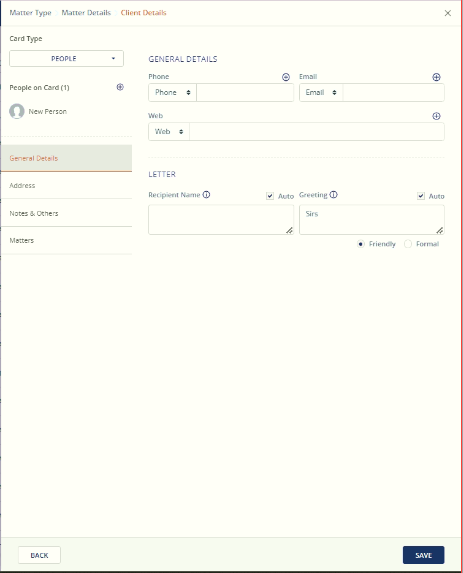 Matter Type Matter Details Client Details
Card Type
PEOPLE
People on Card (1)
New Person
General Details
Address
Notes & Others
Matters
GENERAL DETAILS
Phone Email
Phone Email
Web
Web
LETTER
Recipient Name Auto Greeting Auto
Sirs
Friendly Formal
BACK SAVE